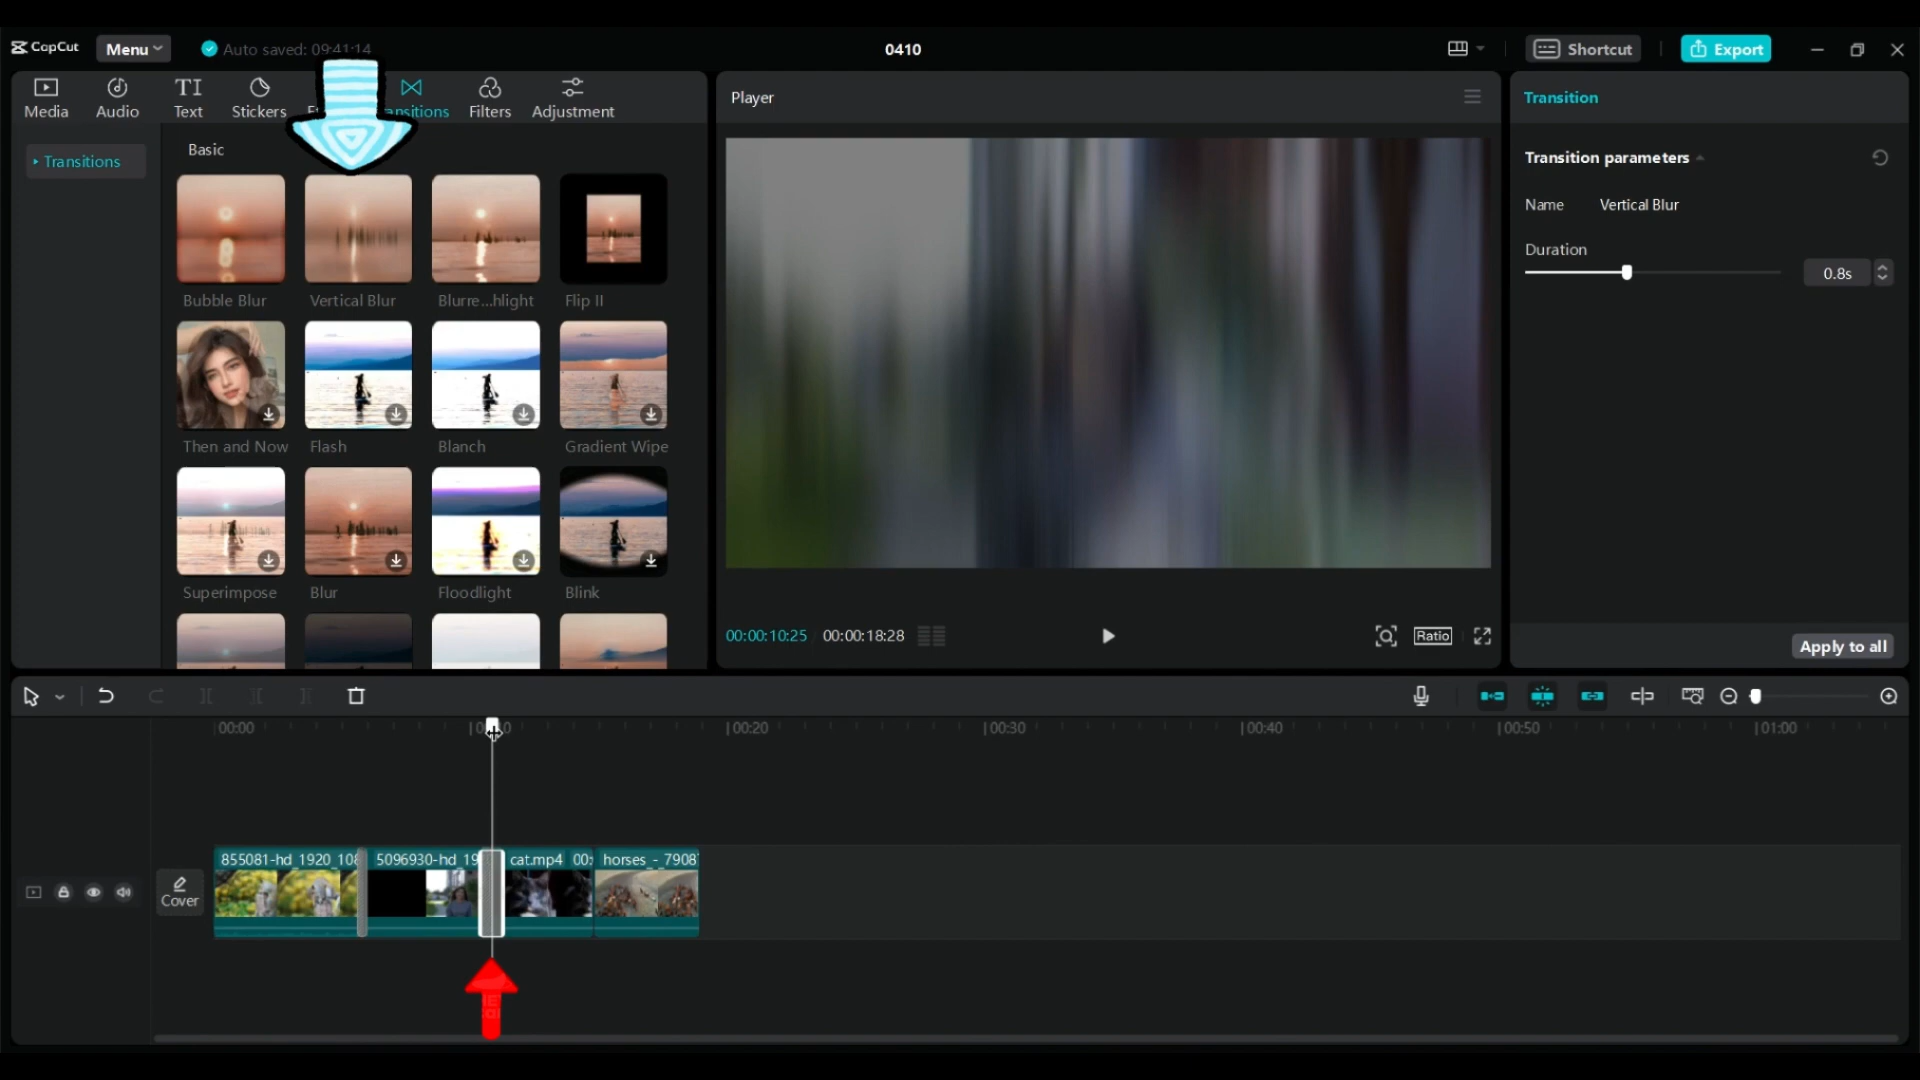 CapCut
Menu
Auto saved: 09:41:14
0410
Shortcut
Export
Media
Audio
Text
Stickers
ansitions
Filters
Adjustment
Player
Transition
Transitions
Basic
Transition parameters
Name
Vertical Blur
Duration
0.8s
Bubble Blur
Vertical Blur
Blurre...hlight
Flip II
Then and Now
Flash
Blanch
Gradient Wipe
Superimpose
Blur
Floodlight
Blink
00:00:10:25
00:00:18:28
Ratio
Apply to all
00:00
00:20
00:30
00:40
00:50
01:00
855081-hd_1920_108
5096930-hd_19
cat.mp4
00:
horses_-_7908
Cover